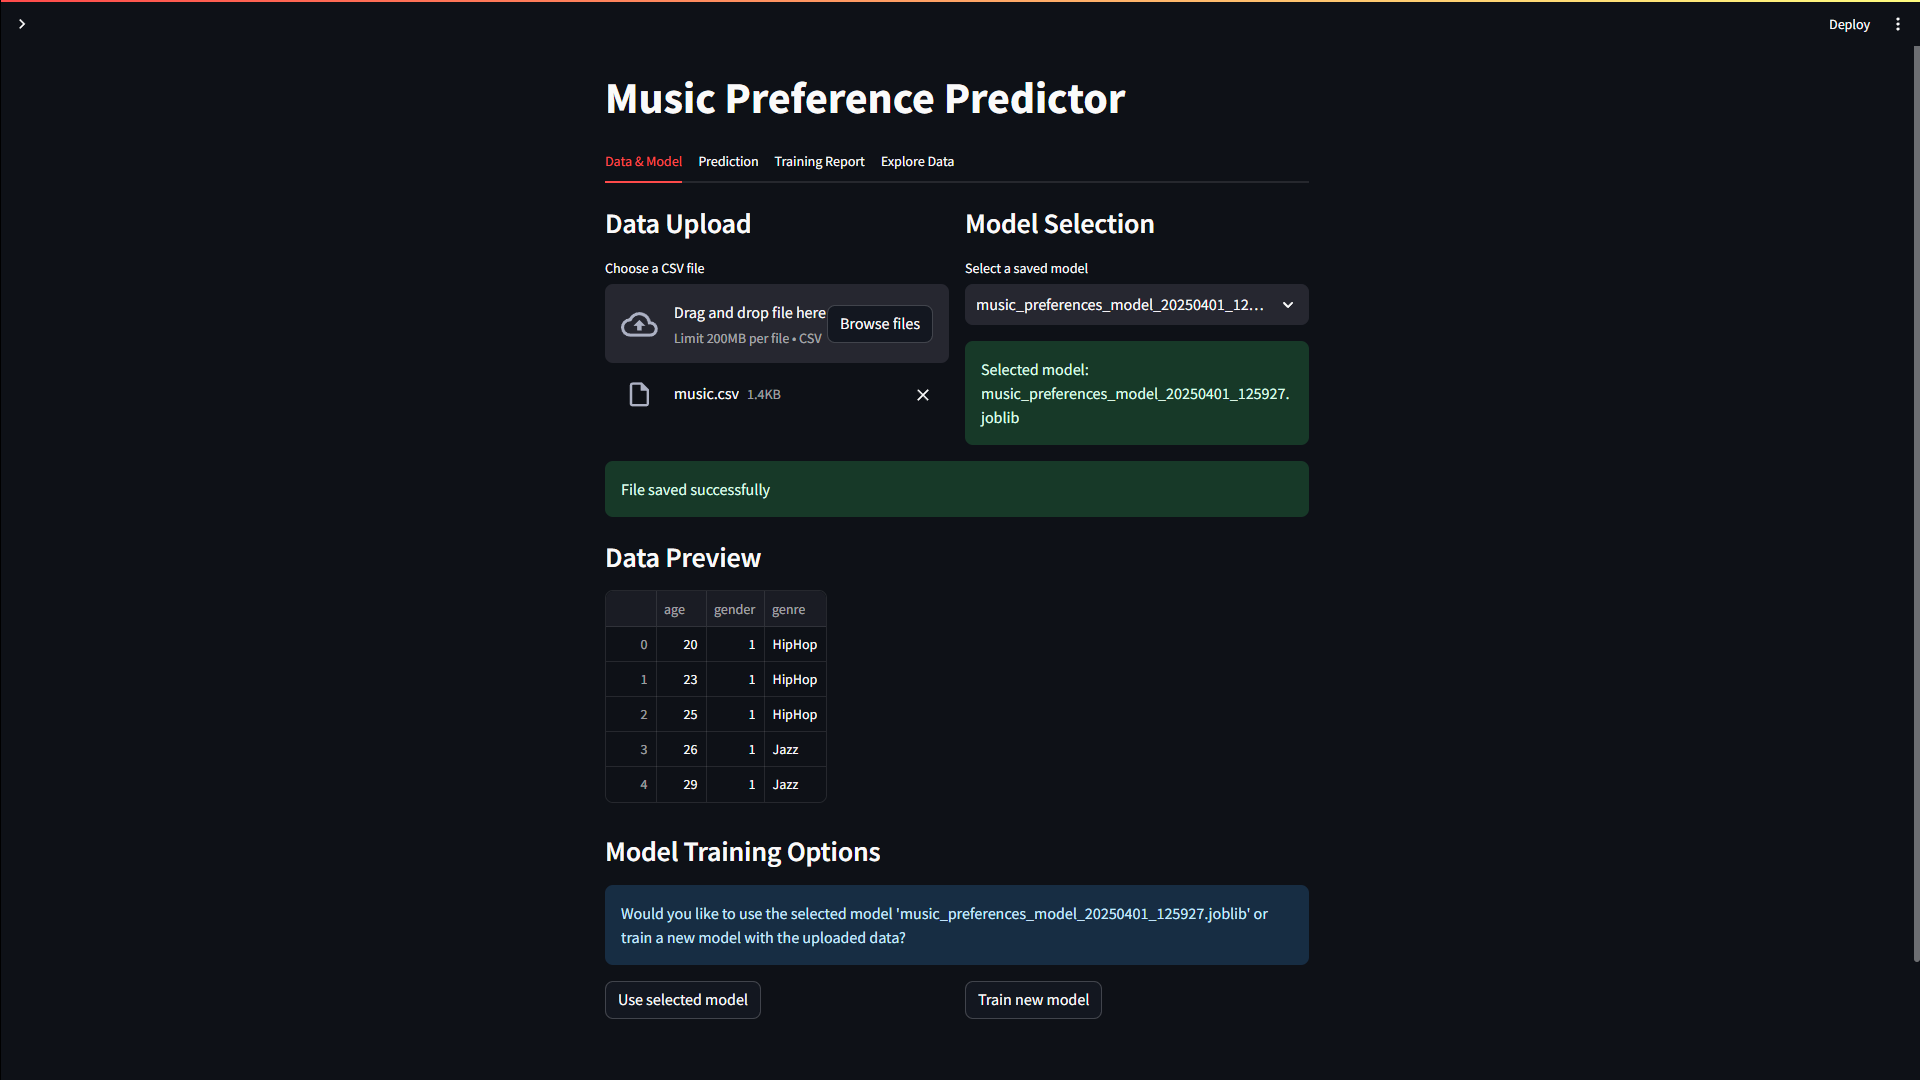 Deploy
Music Preference Predictor
Data & Model Prediction Training Report Explore Data
Data Upload
Choose a CSV file
Drag and drop file here
Limit 200MB per file • CSV
Browse files
music.csv 1.4KB
Model Selection
Select a saved model
music_preferences_model_20250401_12...
Selected model:
music_preferences_model_20250401_125927.
joblib
File saved successfully
Data Preview
age gender genre
0 20 1 HipHop
1 23 1 HipHop
2 25 1 HipHop
3 26 1 Jazz
4 29 1 Jazz
Model Training Options
Would you like to use the selected model 'music_preferences_model_20250401_125927.joblib' or
train a new model with the uploaded data?
Use selected model Train new model